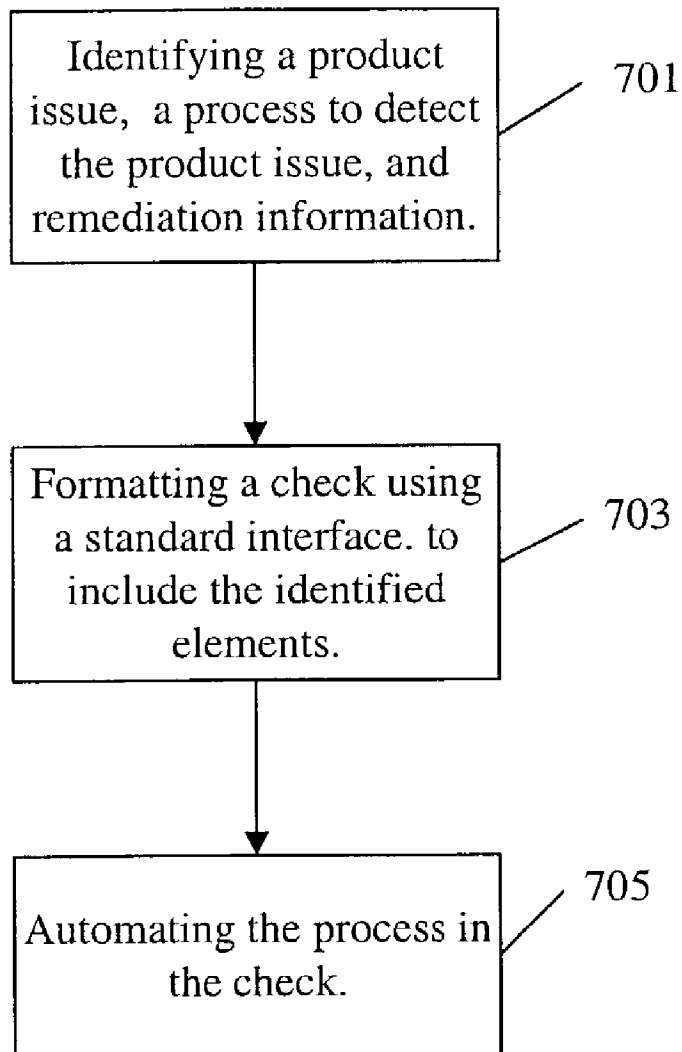 Identifying a product
issue, a process to detect
the product issue, and
remediation information.
701
Formatting a check using
a standard interface. to
include the identified
elements.
703
Automating the process in
the check.
705